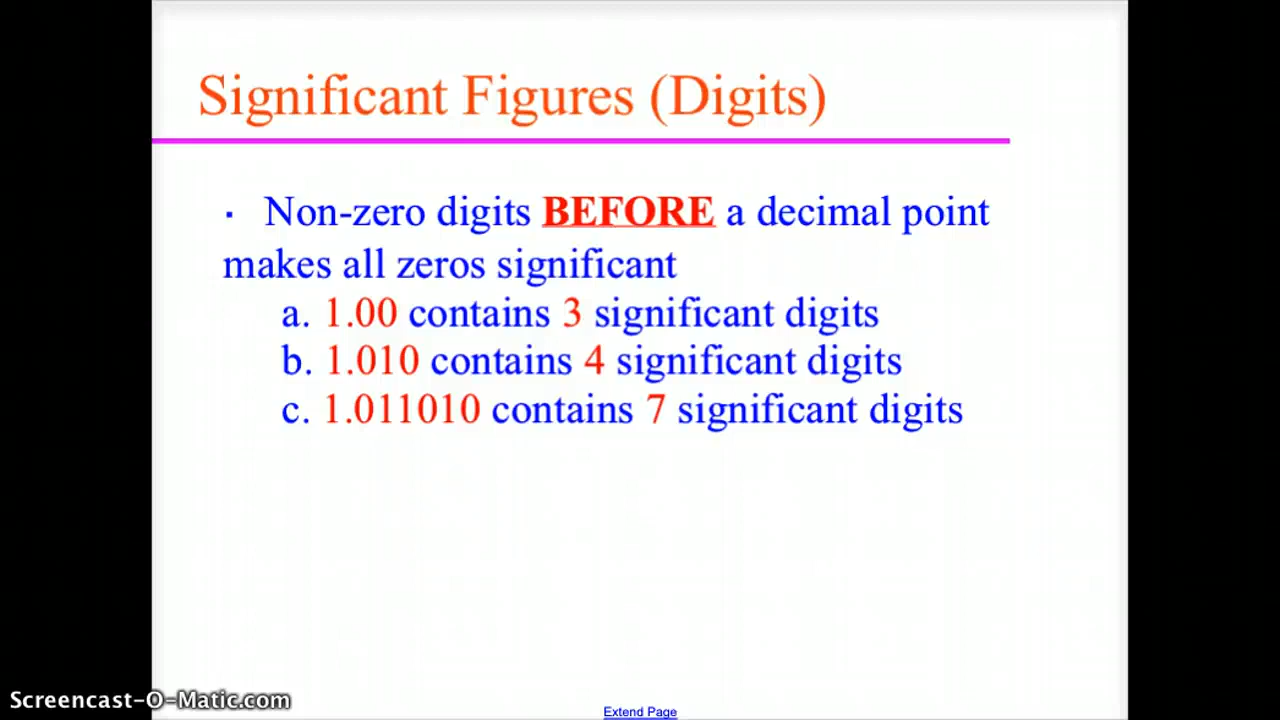 Significant Figures (Digits)
· Non-zero digits BEFORE a decimal point
makes all zeros significant
a. 1.00 contains 3 significant digits
b. 1.010 contains 4 significant digits
c. 1.011010 contains 7 significant digits
Screencast-O-Matic.com
Extend Page